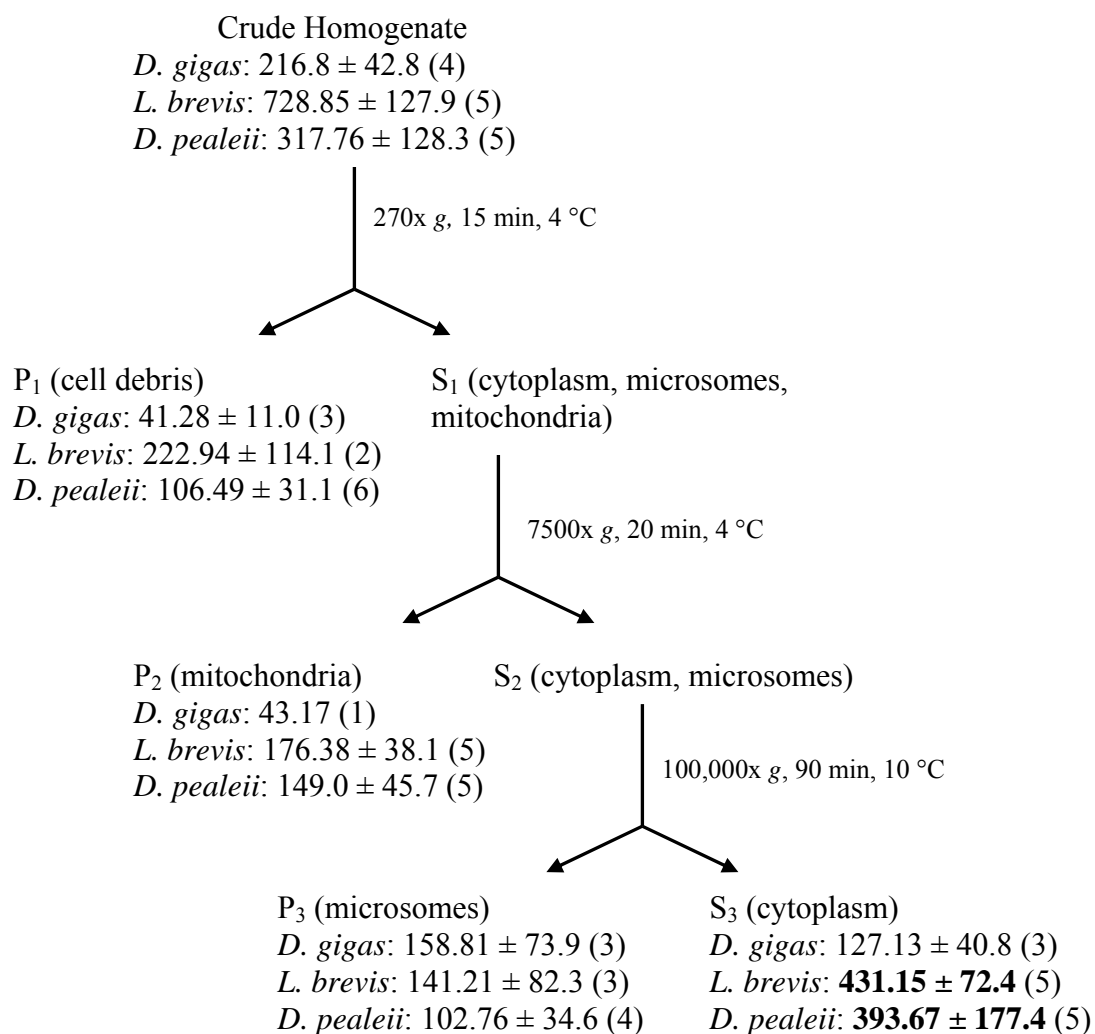 Crude Homogenate
D. gigas: 216.8 ± 42.8 (4)
L. brevis: 728.85 ± 127.9 (5)
D. pealeii: 317.76 ± 128.3 (5)
270x g, 15 min, 4 °C
P₁ (cell debris)
D. gigas: 41.28 ± 11.0 (3)
L. brevis: 222.94 ± 114.1 (2)
D. pealeii: 106.49 ± 31.1 (6)
S₁ (cytoplasm, microsomes,
mitochondria)
7500x g, 20 min, 4 °C
P₂ (mitochondria)
D. gigas: 43.17 (1)
L. brevis: 176.38 ± 38.1 (5)
D. pealeii: 149.0 ± 45.7 (5)
S₂ (cytoplasm, microsomes)
100,000x g, 90 min, 10 °C
P₃ (microsomes)
D. gigas: 158.81 ± 73.9 (3)
L. brevis: 141.21 ± 82.3 (3)
D. pealeii: 102.76 ± 34.6 (4)
S₃ (cytoplasm)
D. gigas: 127.13 ± 40.8 (3)
L. brevis: 431.15 ± 72.4 (5)
D. pealeii: 393.67 ± 177.4 (5)